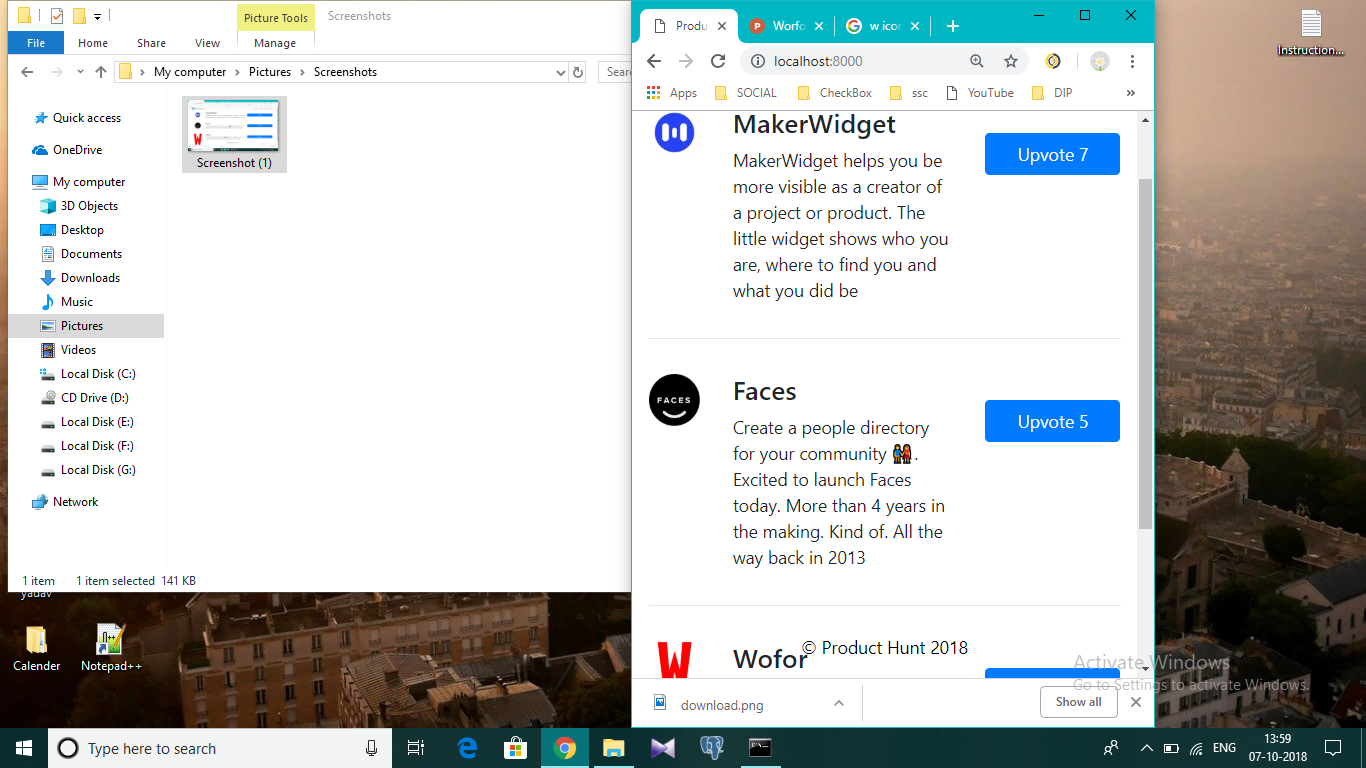 Picture Tools
Screenshots
File
Home
Share
View
Manage
My computer
Pictures
Screenshots
Sear
Quick access
OneDrive
My computer
3D Objects
Desktop
Documents
Downloads
Music
Pictures
Videos
Local Disk (C:)
CD Drive (D:)
Local Disk (E:)
Local Disk (F:)
Local Disk (G:)
Network
Screenshot (1)
1 item
1 item selected 141 KB
yadav
Calender
Notepad++
Produ
Worfo
w icor
localhost:8000
Apps
SOCIAL
CheckBox
ssc
YouTube
DIP
MakerWidget
Upvote 7
MakerWidget helps you be
more visible as a creator of
a project or product. The
little widget shows who you
are, where to find you and
what you did be
FACES
Faces
Upvote 5
Create a people directory
for your community 👫.
Excited to launch Faces
today. More than 4 years in
the making. Kind of. All the
way back in 2013
W
Wofor
© Product Hunt 2018
download.png
Show all
Instruction...
Activate Windows
Go to Settings to activate Windows.
Type here to search
ENG
13:59
07-10-2018